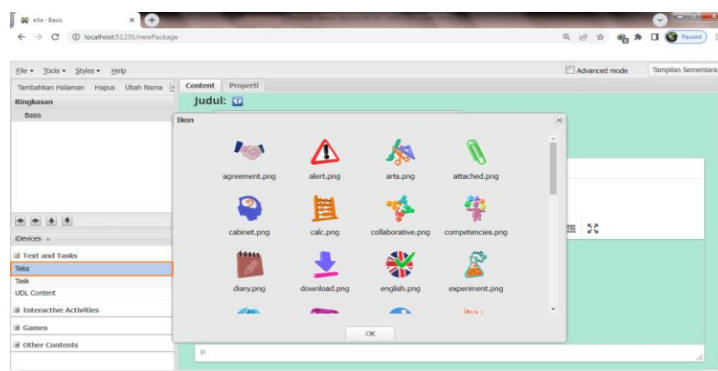 eXe : Basis
localhost:51235/newPackage
Paused
File Tools Styles Help
Advanced mode
Tampilan Sementara
Tambahkan Halaman Hapus Ubah Nama
Content Properti
Ringkasan
Basis
Judul:
Ikon
agreement.png alert.png arts.png attached.png
cabinet.png calc.png collaborative.png competencies.png
diary.png download.png english.png experiment.png
OK
iDevices
Text and Tasks
Teks
Task
UDL Content
Interactive Activities
Games
Other Contents
P